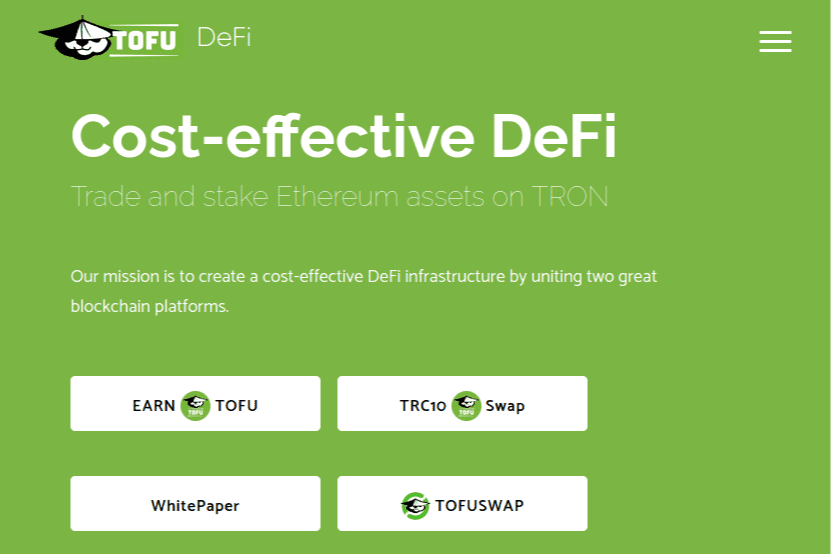 TOFU DeFi
Cost-effective DeFi
Trade and stake Ethereum assets on TRON
Our mission is to create a cost-effective DeFi infrastructure by uniting two great
blockchain platforms.
EARN TOFU TOFU
TRC10 TOFU Swap
WhitePaper
TOFUSWAP